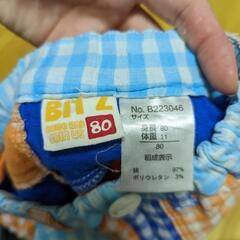 BIT'Z
80
No. B223046
サイズ
身長 80
体重 11
80
組成表示
綿 97%
ポリウレタン 3%